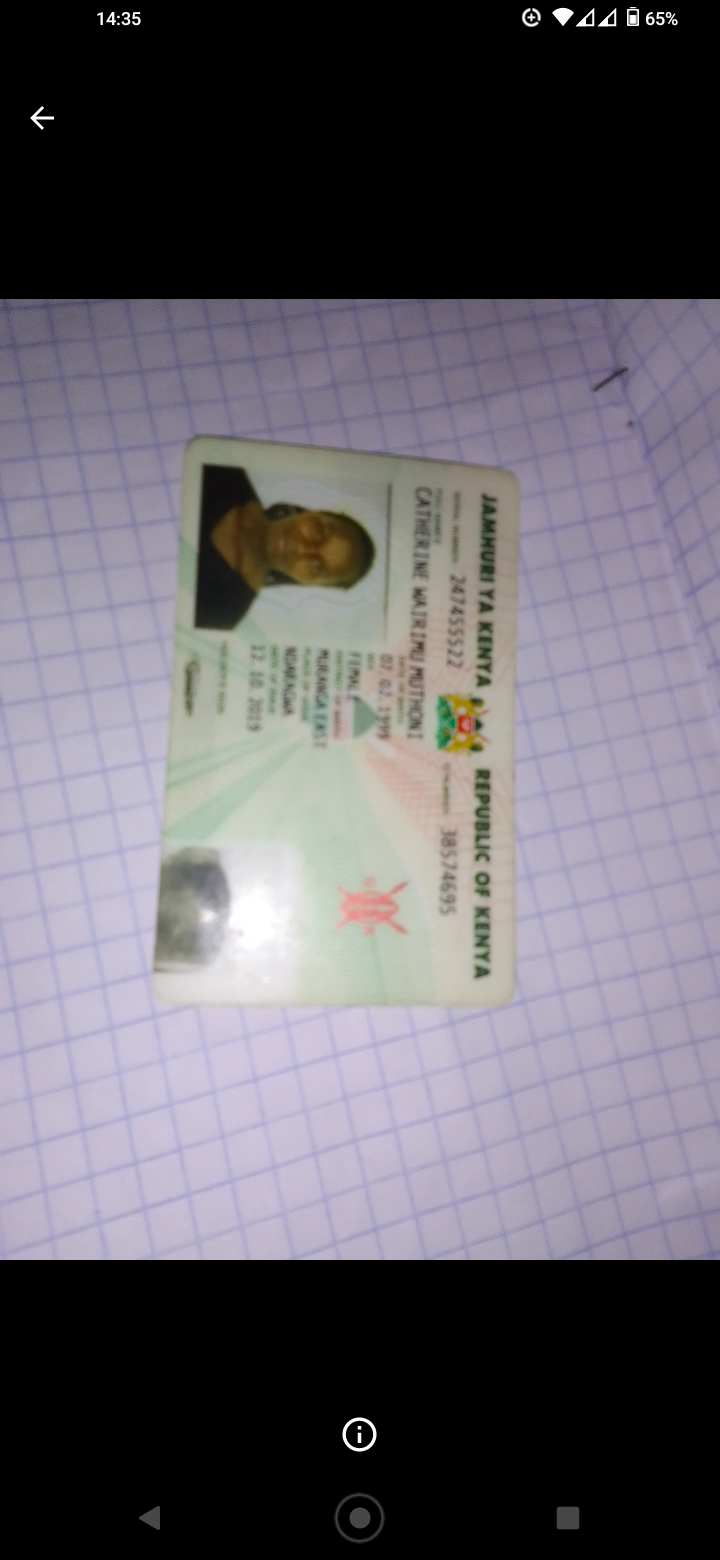 14:35
65%
JAMHURI YA KENYA REPUBLIC OF KENYA
SERIAL NUMBER: 247455522 ID NUMBER: 38574695
FULL NAMES
CATHERINE WAIRIMU MUTHONI
DATE OF BIRTH
07.02.1999
SEX
FEMALE
DISTRICT OF BIRTH
MURANGA EAST
PLACE OF ISSUE
NDARAGWA
DATE OF ISSUE
12.10.2019
HOLDER'S SIGN.